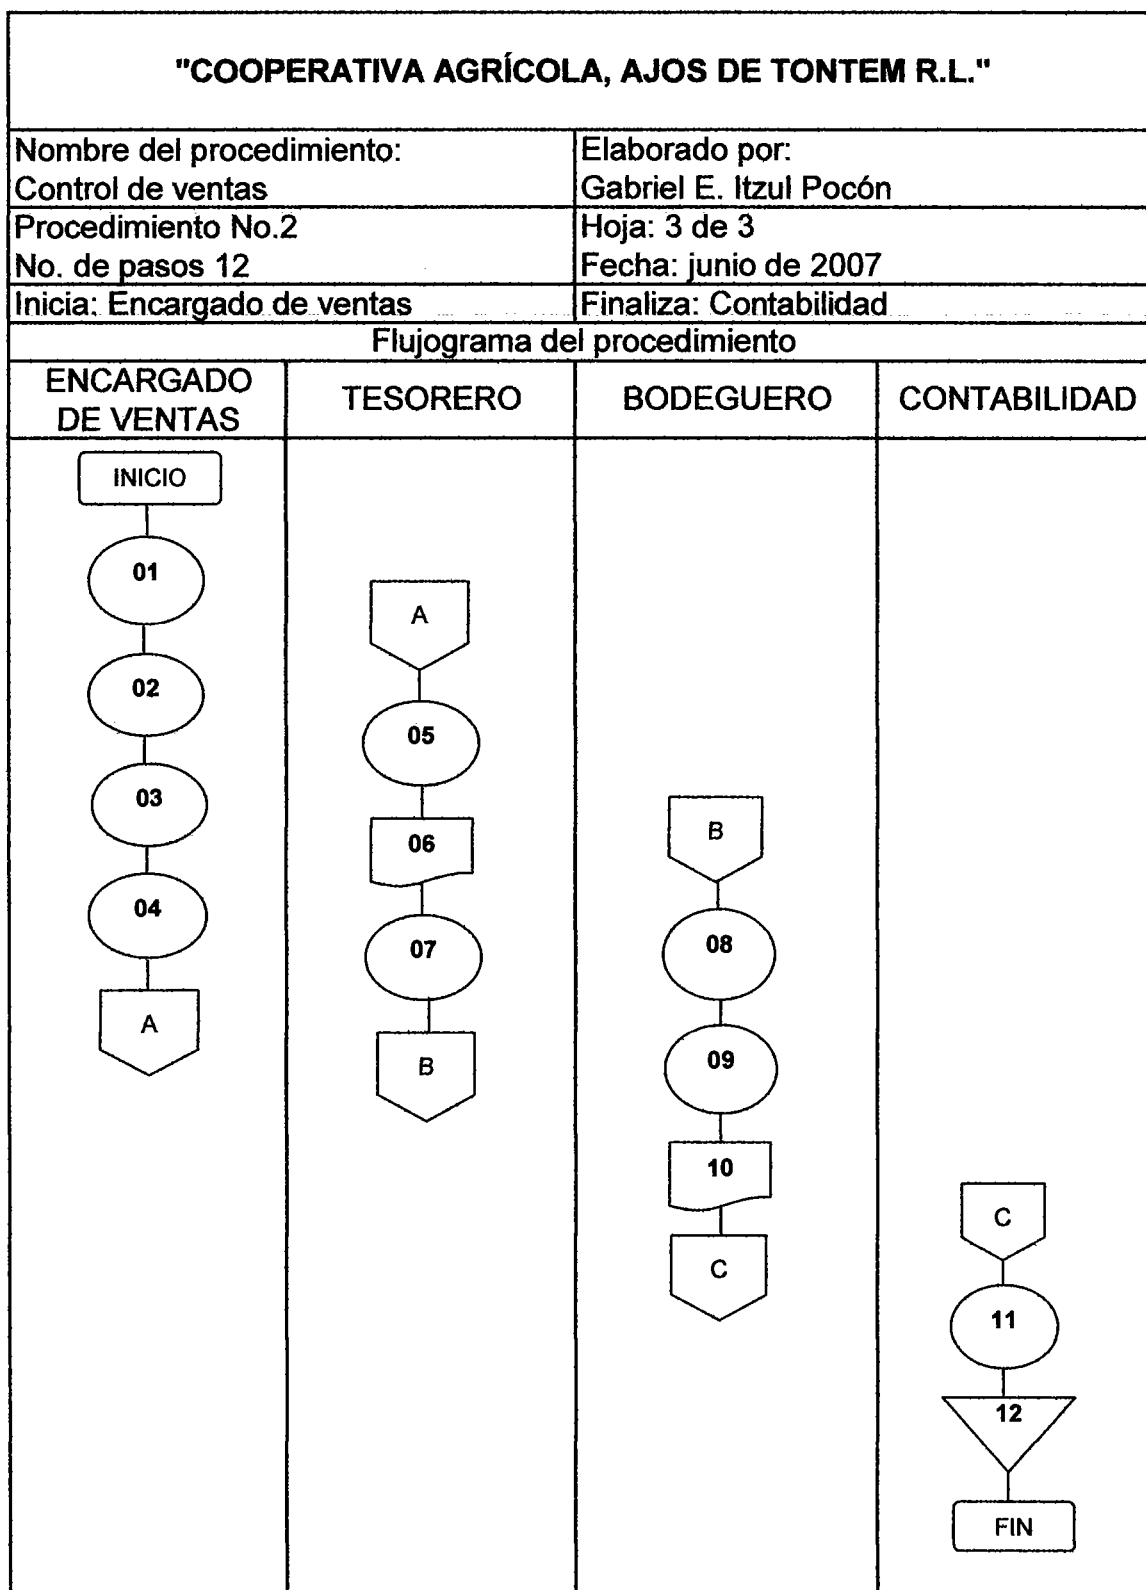 "COOPERATIVA AGRÍCOLA, AJOS DE TONTEM R.L."
Nombre del procedimiento:
Control de ventas
Elaborado por:
Gabriel E. Itzul Pocón
Procedimiento No.2
No. de pasos 12
Hoja: 3 de 3
Fecha: junio de 2007
Inicia: Encargado de ventas
Finaliza: Contabilidad
Flujograma del procedimiento
ENCARGADO
DE VENTAS
TESORERO
BODEGUERO
CONTABILIDAD
INICIO
01
02
03
04
A
A
05
06
07
B
B
08
09
10
C
C
11
12
FIN